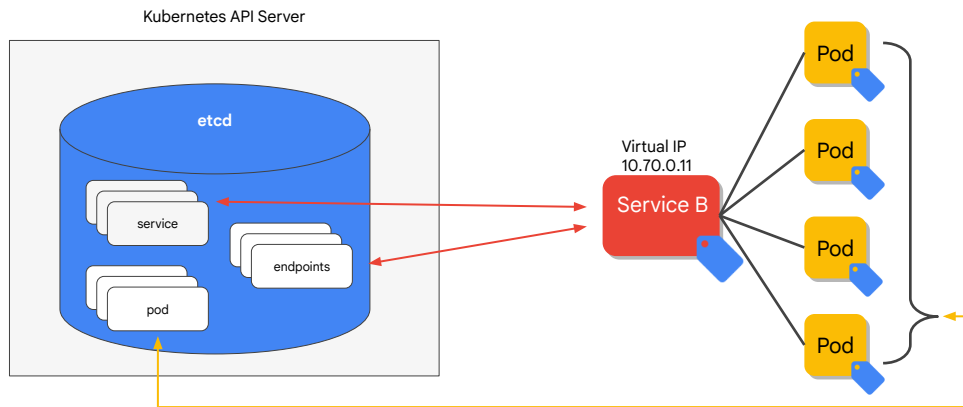 Kubernetes API Server
etcd
service
endpoints
pod
Virtual IP
10.70.0.11
Service B
Pod
Pod
Pod
Pod